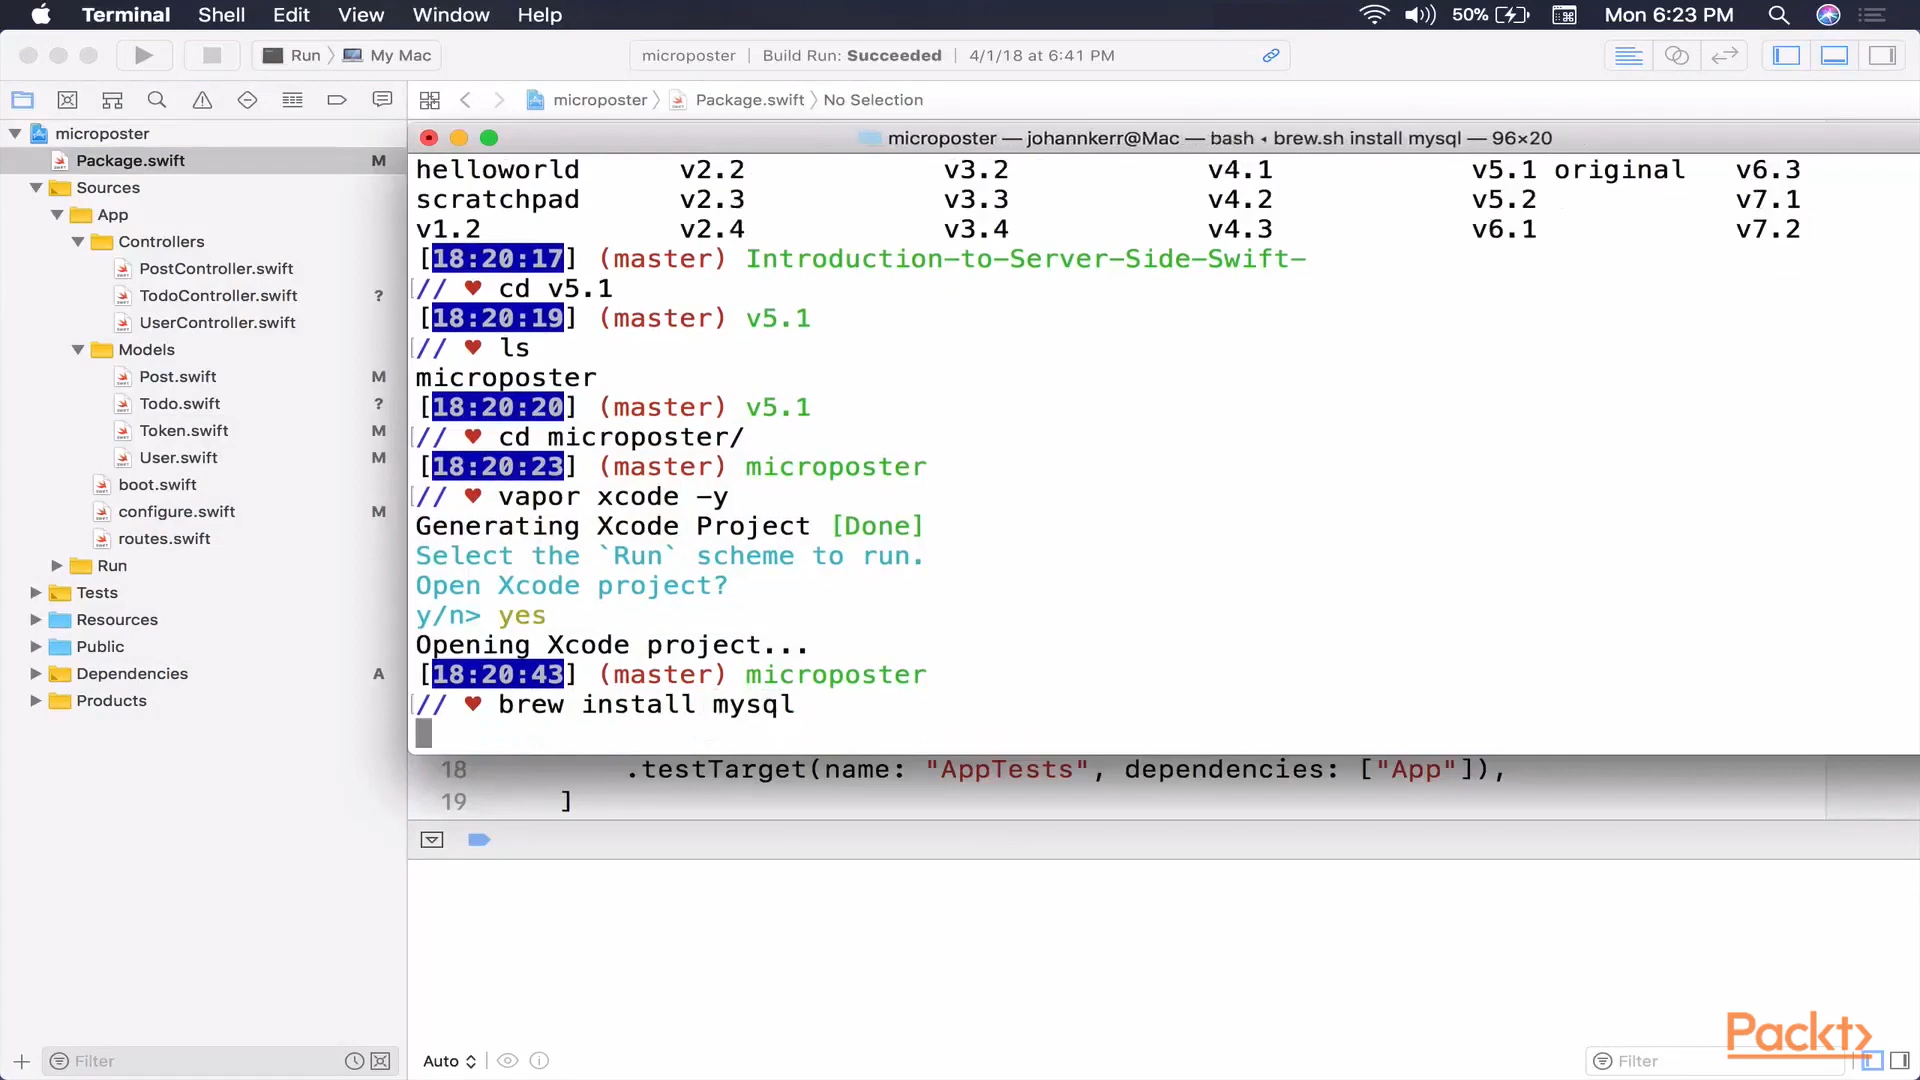 Terminal Shell Edit View Window Help 50% Mon 6:23 PM
Run My Mac microposter Build Run: Succeeded 4/1/18 at 6:41 PM
microposter Package.swift No Selection
microposter
Package.swift M
Sources
App
Controllers
PostController.swift
TodoController.swift ?
UserController.swift
Models
Post.swift M
Todo.swift ?
Token.swift M
User.swift M
boot.swift
configure.swift M
routes.swift
Run
Tests
Resources
Public
Dependencies A
Products
Filter
microposter — johannkerr@Mac — bash ◂ brew.sh install mysql — 96×20
helloworld v2.2 v3.2 v4.1 v5.1 original v6.3
scratchpad v2.3 v3.3 v4.2 v5.2 v7.1
v1.2 v2.4 v3.4 v4.3 v6.1 v7.2
[18:20:17] (master) Introduction-to-Server-Side-Swift-
[// ♥ cd v5.1
[18:20:19] (master) v5.1
[// ♥ ls
microposter
[18:20:20] (master) v5.1
[// ♥ cd microposter/
[18:20:23] (master) microposter
[// ♥ vapor xcode -y
Generating Xcode Project [Done]
Select the `Run` scheme to run.
Open Xcode project?
y/n> yes
Opening Xcode project...
[18:20:43] (master) microposter
[// ♥ brew install mysql
18 .testTarget(name: "AppTests", dependencies: ["App"]),
19 ]
Auto Filter
Packt>